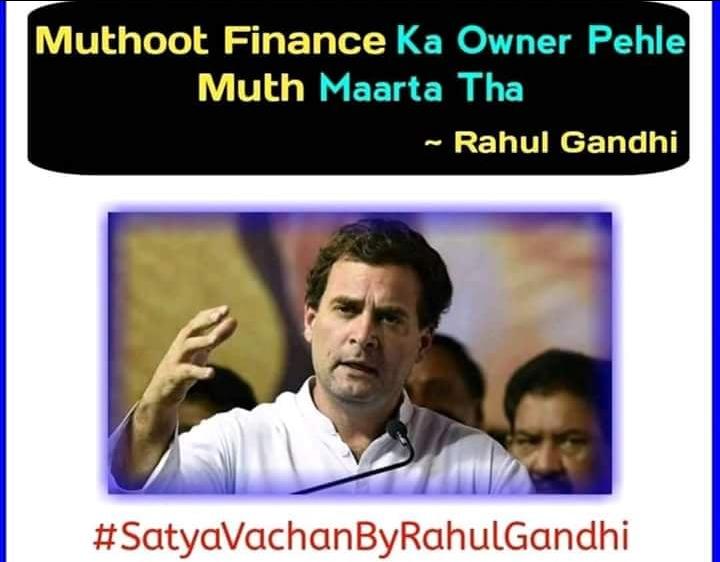 Muthoot Finance Ka Owner Pehle
Muth Maarta Tha
~ Rahul Gandhi
#SatyaVachanByRahulGandhi